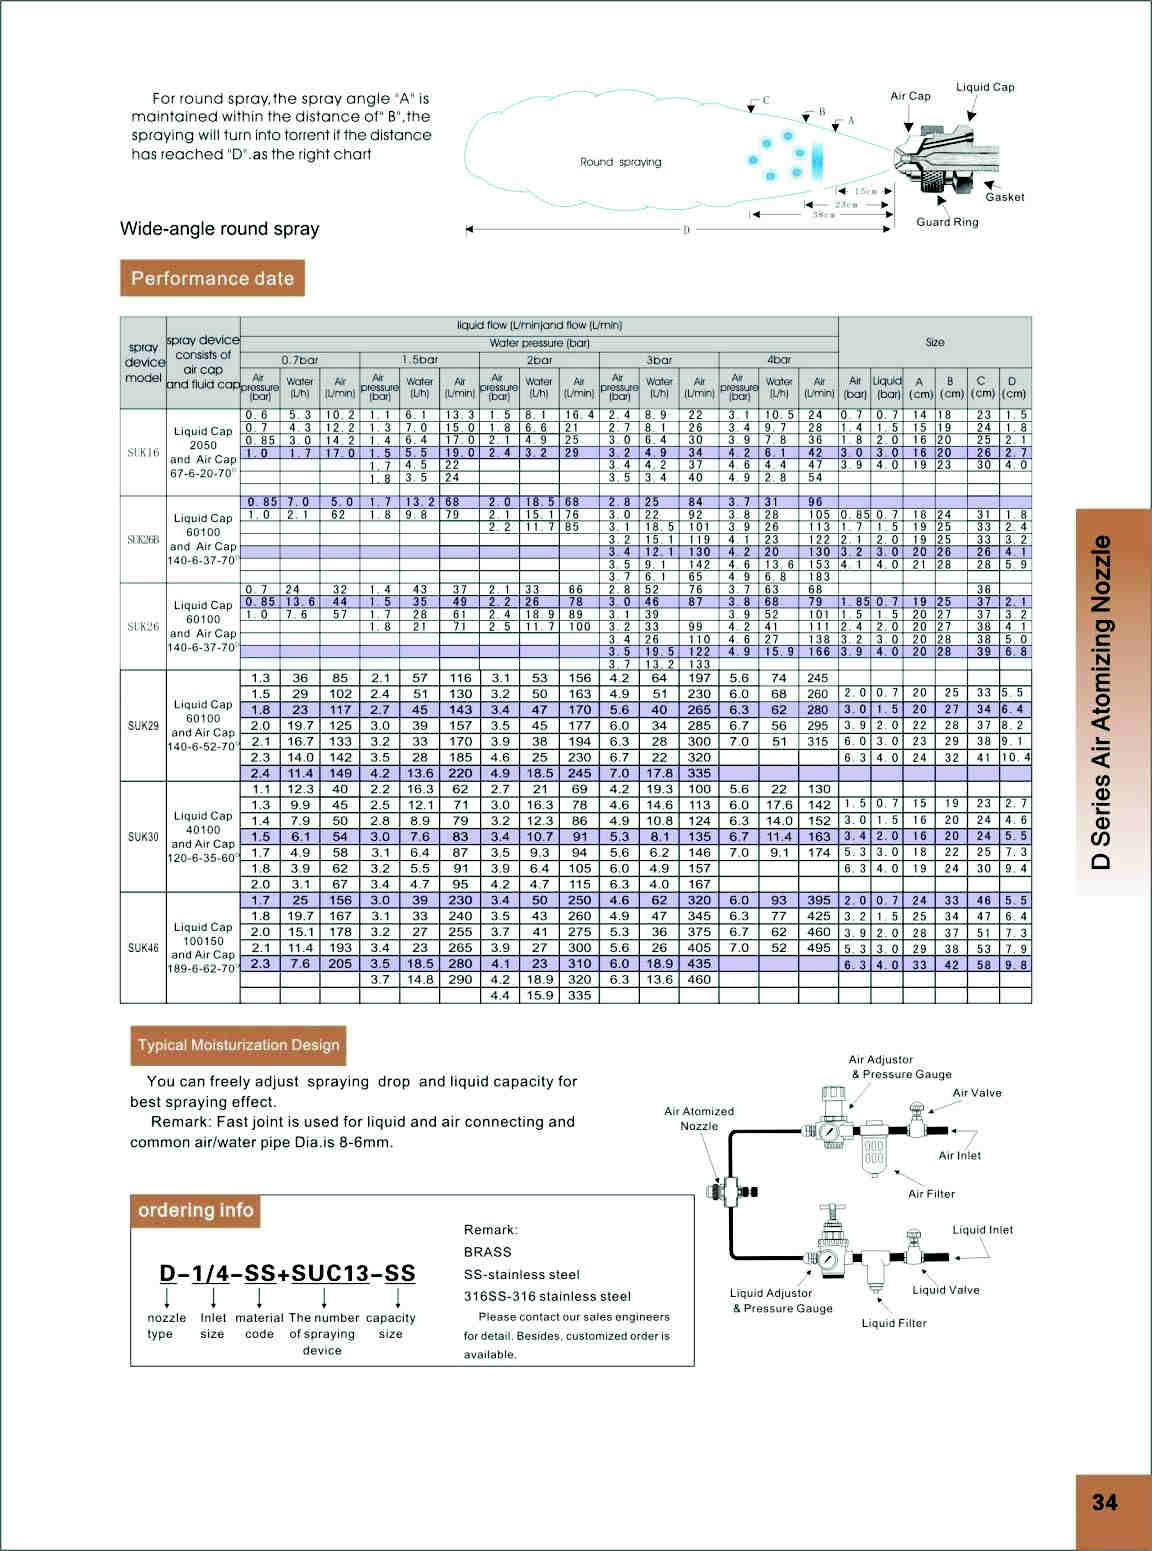 For round spray,the spray angle "A" is
maintained within the distance of" B",the
spraying will turn into torrent if the distance
has reached "D".as the right chart
C
B
A
Air Cap
Liquid Cap
Round spraying
15cm
23cm
38cm
D
Gasket
Guard Ring
Wide-angle round spray
Performance date
spray device model
spray device consists of air cap and fluid cap
liquid flow (L/min)and flow (L/min)
Water pressure (bar)
Size
0.7bar 1.5bar 2bar 3bar 4bar
Air pressure (bar) Water (L/h) Air (L/min) Air pressure (bar) Water (L/h) Air (L/min) Air pressure (bar) Water (L/h) Air (L/min) Air pressure (bar) Water (L/h) Air (L/min) Air pressure (bar) Water (L/h) Air (L/min) Air (bar) Liquid (bar) A (cm) B (cm) C (cm) D (cm)
SUK16
Liquid Cap
2050
and Air Cap
67-6-20-70°
0.6 5.3 10.2 1.1 6.1 13.3 1.5 8.1 16.4 2.4 8.9 22 3.1 10.5 24 0.7 0.7 14 18 23 1.5
0.7 4.3 12.2 1.3 7.0 15.0 1.8 6.6 21 2.7 8.1 26 3.4 9.7 28 1.4 1.5 15 19 24 1.8
0.85 3.0 14.2 1.4 6.4 17.0 2.1 4.9 25 3.0 6.4 30 3.9 7.8 36 1.8 2.0 16 20 25 2.1
1.0 1.7 17.0 1.5 5.5 19.0 2.4 3.2 29 3.2 4.9 34 4.2 6.1 42 3.0 3.0 16 20 26 2.7
1.7 4.5 22 3.4 4.2 37 4.6 4.4 47 3.9 4.0 19 23 30 4.0
1.8 3.5 24 3.5 3.4 40 4.9 2.8 54
SUK26B
Liquid Cap
60100
and Air Cap
140-6-37-70°
0.85 7.0 5.0 1.7 13.2 68 2.0 18.5 68 2.8 25 84 3.7 31 96
1.0 2.1 62 1.8 9.8 79 2.1 15.1 76 3.0 22 92 3.8 28 105 0.85 0.7 18 24 31 1.8
2.2 11.7 85 3.1 18.5 101 3.9 26 113 1.7 1.5 19 25 33 2.4
3.2 15.1 119 4.1 23 122 2.1 2.0 19 25 33 3.2
3.4 12.1 130 4.2 20 130 3.2 3.0 20 26 26 4.1
3.5 9.1 142 4.6 13.6 153 4.1 4.0 21 28 28 5.9
3.7 6.1 65 4.9 6.8 183
SUK26
Liquid Cap
60100
and Air Cap
140-6-37-70°
0.7 24 32 1.4 43 37 2.1 33 66 2.8 52 76 3.7 63 68 36
0.85 13.6 44 1.5 35 49 2.2 26 78 3.0 46 87 3.8 68 79 1.85 0.7 19 25 37 2.1
1.0 7.6 57 1.7 28 61 2.4 18.9 89 3.1 39 3.9 52 101 1.5 1.5 20 27 37 3.2
1.8 21 71 2.5 11.7 100 3.2 33 99 4.2 41 111 2.4 2.0 20 27 38 4.1
3.4 26 110 4.6 27 138 3.2 3.0 20 28 38 5.0
3.5 19.5 122 4.9 15.9 166 3.9 4.0 20 28 39 6.8
3.7 13.2 133
SUK29
Liquid Cap
60100
and Air Cap
140-6-52-70°
1.3 36 85 2.1 57 116 3.1 53 156 4.2 64 197 5.6 74 245
1.5 29 102 2.4 51 130 3.2 50 163 4.9 51 230 6.0 68 260 2.0 0.7 20 25 33 5.5
1.8 23 117 2.7 45 143 3.4 47 170 5.6 40 265 6.3 62 280 3.0 1.5 20 27 34 6.4
2.0 19.7 125 3.0 39 157 3.5 45 177 6.0 34 285 6.7 56 295 3.9 2.0 22 28 37 8.2
2.1 16.7 133 3.2 33 170 3.9 38 194 6.3 28 300 7.0 51 315 6.0 3.0 23 29 38 9.1
2.3 14.0 142 3.5 28 185 4.6 25 230 6.7 22 320 6.3 4.0 24 32 41 10.4
2.4 11.4 149 4.2 13.6 220 4.9 18.5 245 7.0 17.8 335
SUK30
Liquid Cap
40100
and Air Cap
120-6-35-60°
1.1 12.3 40 2.2 16.3 62 2.7 21 69 4.2 19.3 100 5.6 22 130
1.3 9.9 45 2.5 12.1 71 3.0 16.3 78 4.6 14.6 113 6.0 17.6 142 1.5 0.7 15 19 23 2.7
1.4 7.9 50 2.8 8.9 79 3.2 12.3 86 4.9 10.8 124 6.3 14.0 152 3.0 1.5 16 20 24 4.6
1.5 6.1 54 3.0 7.6 83 3.4 10.7 91 5.3 8.1 135 6.7 11.4 163 3.4 2.0 16 20 24 5.5
1.7 4.9 58 3.1 6.4 87 3.5 9.3 94 5.6 6.2 146 7.0 9.1 174 5.3 3.0 18 22 25 7.3
1.8 3.9 62 3.2 5.5 91 3.9 6.4 105 6.0 4.9 157 6.3 4.0 19 24 30 9.4
2.0 3.1 67 3.4 4.7 95 4.2 4.7 115 6.3 4.0 167
SUK46
Liquid Cap
100150
and Air Cap
189-6-62-70°
1.7 25 156 3.0 39 230 3.4 50 250 4.6 62 320 6.0 93 395 2.0 0.7 24 33 46 5.5
1.8 19.7 167 3.1 33 240 3.5 43 260 4.9 47 345 6.3 77 425 3.2 1.5 25 34 47 6.4
2.0 15.1 178 3.2 27 255 3.7 41 275 5.3 36 375 6.7 62 460 3.9 2.0 28 37 51 7.3
2.1 11.4 193 3.4 23 265 3.9 27 300 5.6 26 405 7.0 52 495 5.3 3.0 29 38 53 7.9
2.3 7.6 205 3.5 18.5 280 4.1 23 310 6.0 18.9 435 6.3 4.0 33 42 58 9.8
3.7 14.8 290 4.2 18.9 320 6.3 13.6 460
4.4 15.9 335
D Series Air Atomizing Nozzle
Typical Moisturization Design
You can freely adjust spraying drop and liquid capacity for
best spraying effect.
Remark: Fast joint is used for liquid and air connecting and
common air/water pipe Dia.is 8-6mm.
Air Adjustor
& Pressure Gauge
Air Valve
Air Atomized
Nozzle
Air Inlet
Air Filter
Liquid Inlet
Liquid Adjustor
& Pressure Gauge
Liquid Valve
Liquid Filter
ordering info
D-1/4-SS+SUC13-SS
nozzle type
Inlet size
material code
The number of spraying device
capacity size
Remark:
BRASS
SS-stainless steel
316SS-316 stainless steel
Please contact our sales engineers
for detail. Besides, customized order is
available.
34